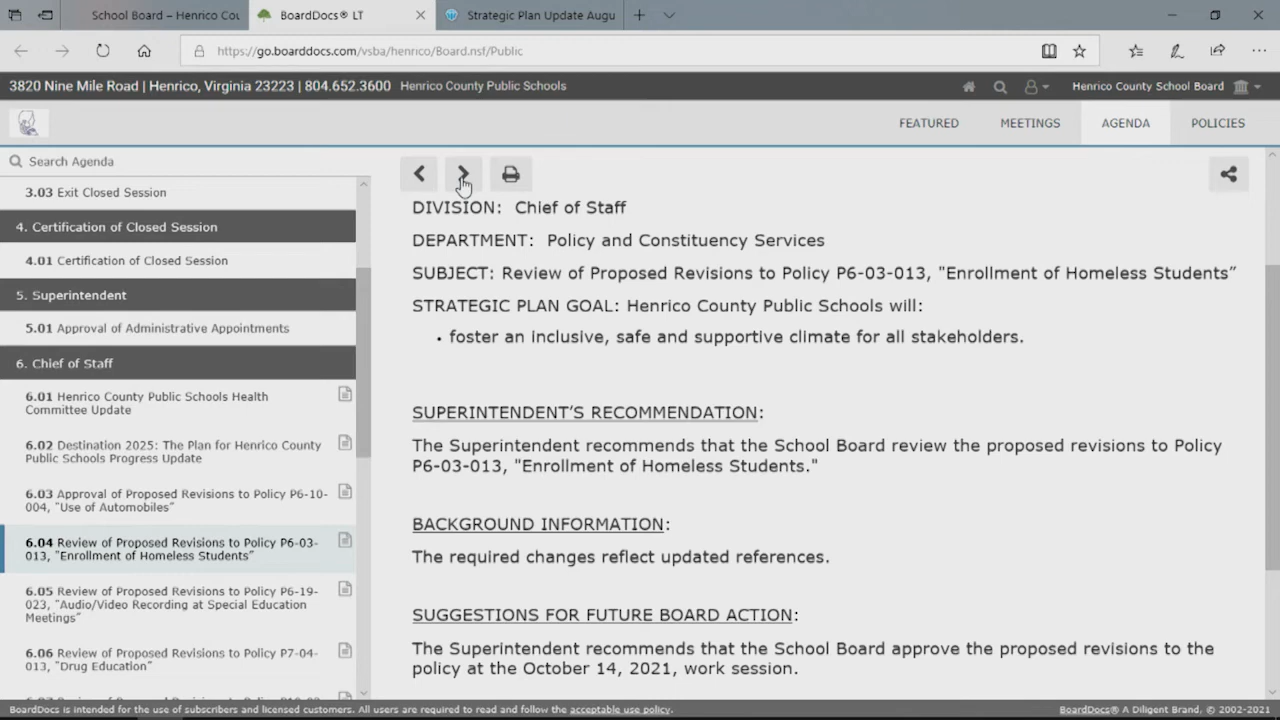 School Board – Henrico Cou
BoardDocs® LT
Strategic Plan Update Augu
https://go.boarddocs.com/vsba/henrico/Board.nsf/Public
3820 Nine Mile Road | Henrico, Virginia 23223 | 804.652.3600 Henrico County Public Schools
Henrico County School Board
FEATURED MEETINGS AGENDA POLICIES
Search Agenda
3.03 Exit Closed Session
4. Certification of Closed Session
4.01 Certification of Closed Session
5. Superintendent
5.01 Approval of Administrative Appointments
6. Chief of Staff
6.01 Henrico County Public Schools Health
Committee Update
6.02 Destination 2025: The Plan for Henrico County
Public Schools Progress Update
6.03 Approval of Proposed Revisions to Policy P6-10-
004, "Use of Automobiles"
6.04 Review of Proposed Revisions to Policy P6-03-
013, "Enrollment of Homeless Students"
6.05 Review of Proposed Revisions to Policy P6-19-
023, "Audio/Video Recording at Special Education
Meetings"
6.06 Review of Proposed Revisions to Policy P7-04-
013, "Drug Education"
DIVISION: Chief of Staff
DEPARTMENT: Policy and Constituency Services
SUBJECT: Review of Proposed Revisions to Policy P6-03-013, "Enrollment of Homeless Students”
STRATEGIC PLAN GOAL: Henrico County Public Schools will:
• foster an inclusive, safe and supportive climate for all stakeholders.
SUPERINTENDENT’S RECOMMENDATION:
The Superintendent recommends that the School Board review the proposed revisions to Policy
P6-03-013, "Enrollment of Homeless Students."
BACKGROUND INFORMATION:
The required changes reflect updated references.
SUGGESTIONS FOR FUTURE BOARD ACTION:
The Superintendent recommends that the School Board approve the proposed revisions to the
policy at the October 14, 2021, work session.
BoardDocs is intended for the use of subscribers and licensed customers. All users are required to read and follow the acceptable use policy.
BoardDocs® A Diligent Brand, © 2002-2021